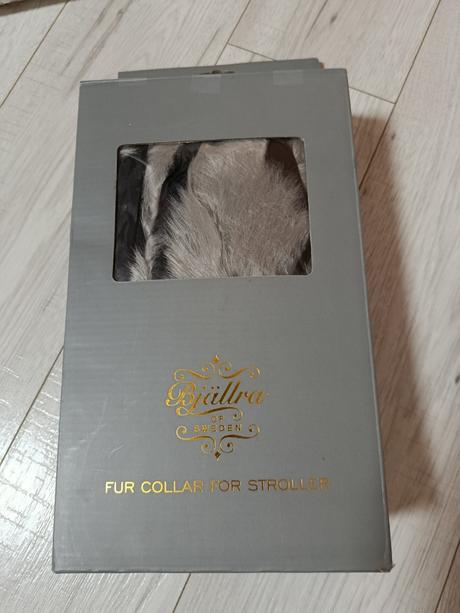 Bjällra
OF
SWEDEN
FUR COLLAR FOR STROLLER